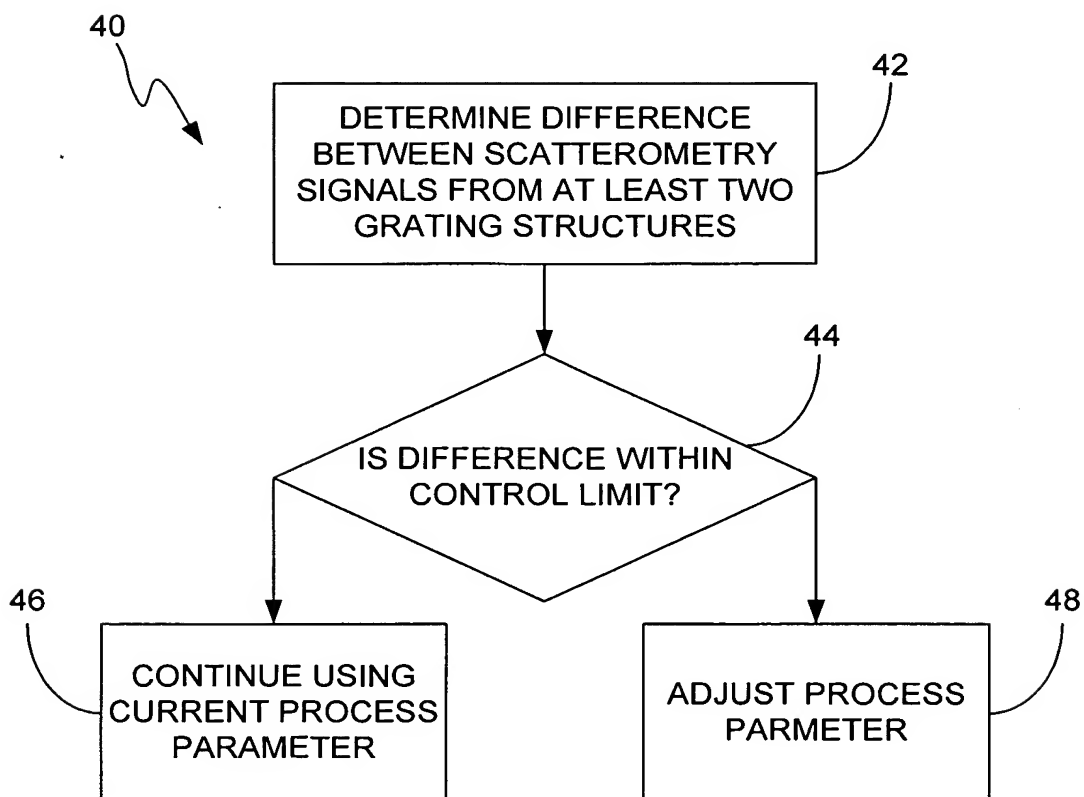 40
42
DETERMINE DIFFERENCE
BETWEEN SCATTEROMETRY
SIGNALS FROM AT LEAST TWO
GRATING STRUCTURES
44
IS DIFFERENCE WITHIN
CONTROL LIMIT?
46
CONTINUE USING
CURRENT PROCESS
PARAMETER
48
ADJUST PROCESS
PARMETER